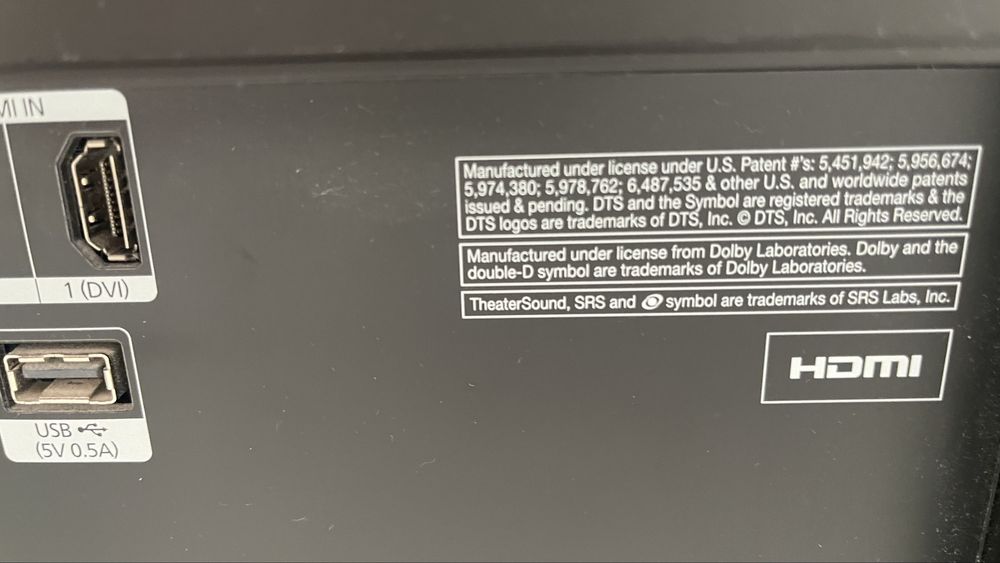 MI IN
1 (DVI)
USB
(5V 0.5A)
Manufactured under license under U.S. Patent #'s: 5,451,942; 5,956,674;
5,974,380; 5,978,762; 6,487,535 & other U.S. and worldwide patents
issued & pending. DTS and the Symbol are registered trademarks & the
DTS logos are trademarks of DTS, Inc. © DTS, Inc. All Rights Reserved.
Manufactured under license from Dolby Laboratories. Dolby and the
double-D symbol are trademarks of Dolby Laboratories.
TheaterSound, SRS and symbol are trademarks of SRS Labs, Inc.
HDMI